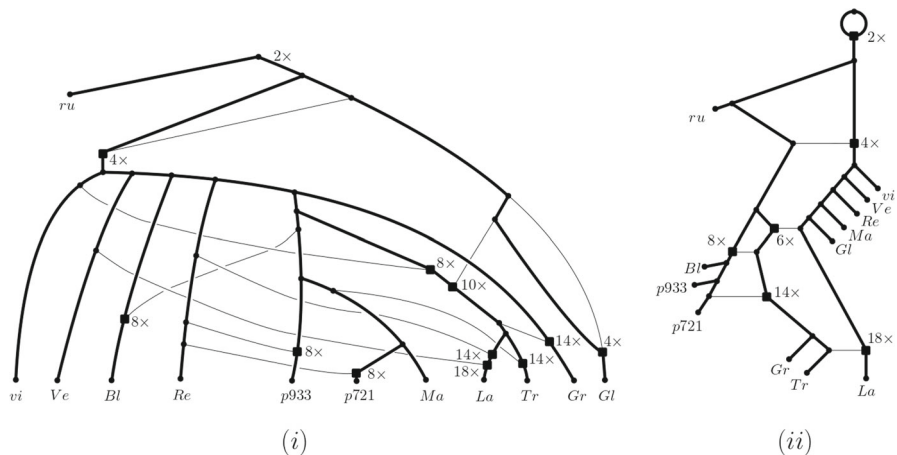 2×
ru
4×
8×
10×
8×
8×
8×
14×
18×
14×
14×
4×
vi Ve Bl Re p933 p721 Ma La Tr Gr Gl
(i)
2×
ru
4×
vi
Ve
Re
Ma
Gl
8×
6×
Bl
p933
14×
p721
18×
Gr
Tr
La
(ii)